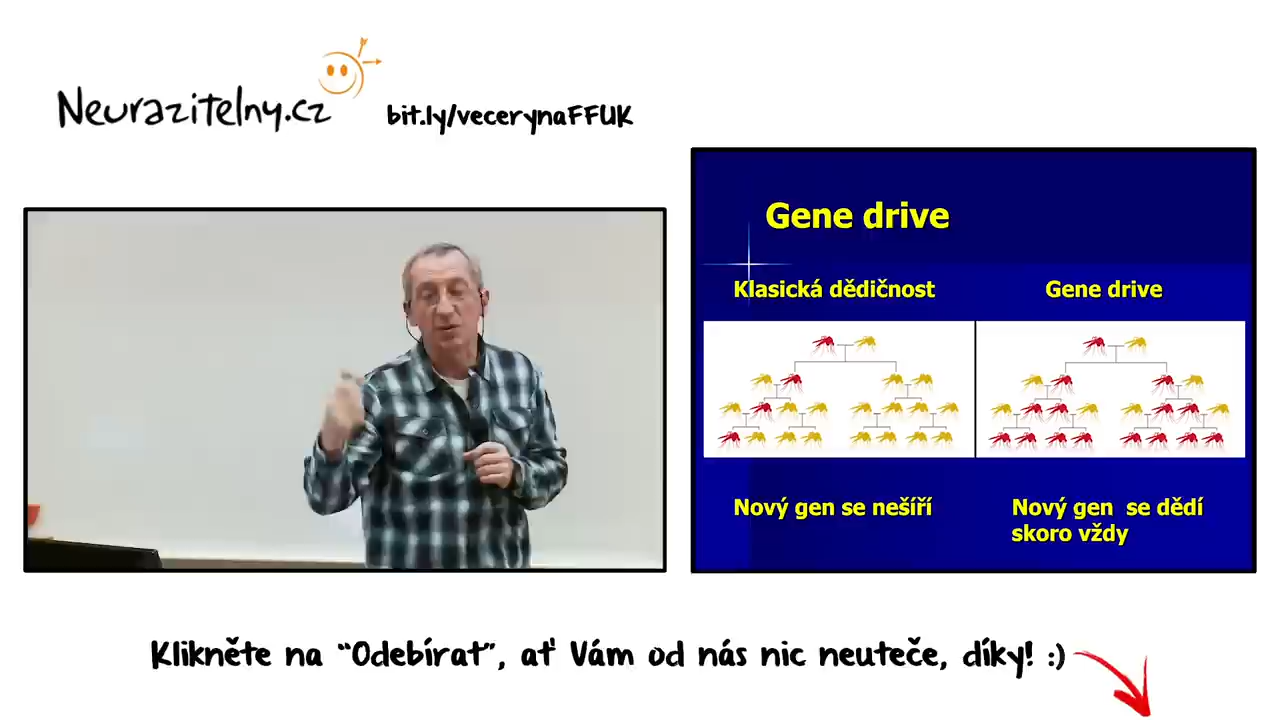 Neurazitelny.cz
bit.ly/vecerynaFFUK
Gene drive
Klasická dědičnost
Gene drive
Nový gen se nešíří
Nový gen se dědí
skoro vždy
Klikněte na “Odebírat”, ať Vám od nás nic neuteče, díky! :)